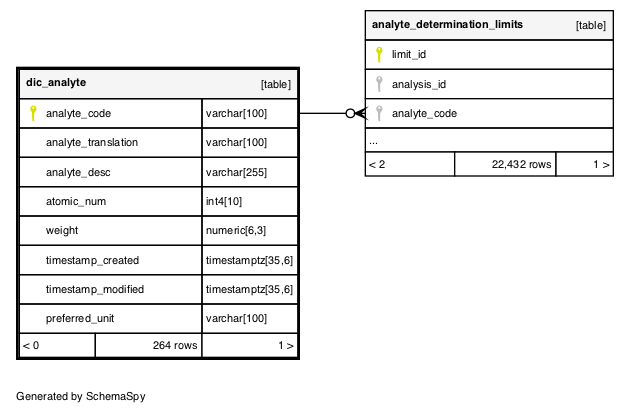 analyte_determination_limits [table]
limit_id
analysis_id
analyte_code
...
< 2 22,432 rows 1 >
dic_analyte [table]
analyte_code varchar[100]
analyte_translation varchar[100]
analyte_desc varchar[255]
atomic_num int4[10]
weight numeric[6,3]
timestamp_created timestamptz[35,6]
timestamp_modified timestamptz[35,6]
preferred_unit varchar[100]
< 0 264 rows 1 >
Generated by SchemaSpy